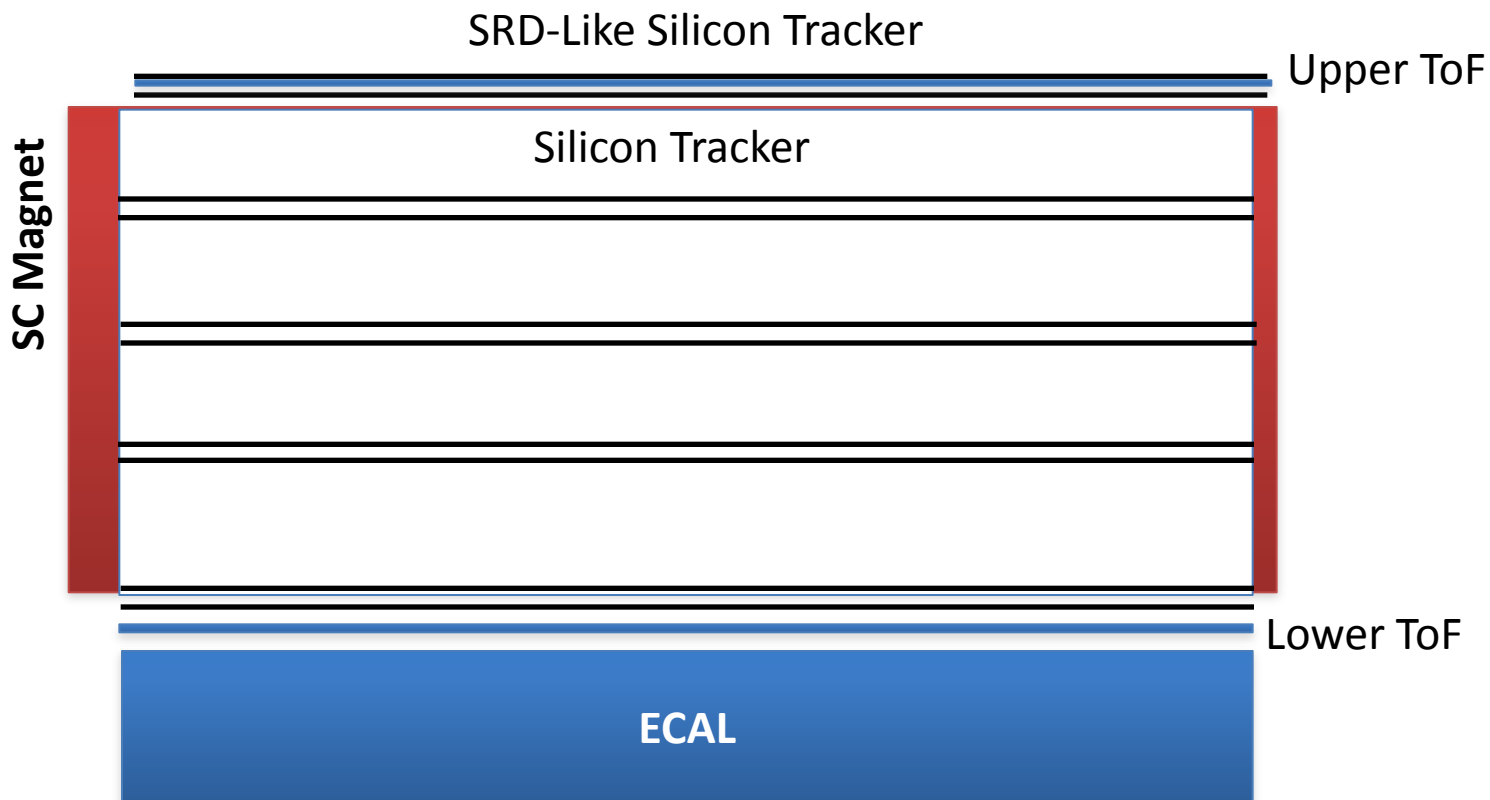 SRD-Like Silicon Tracker
Upper ToF
Silicon Tracker
SC Magnet
Lower ToF
ECAL